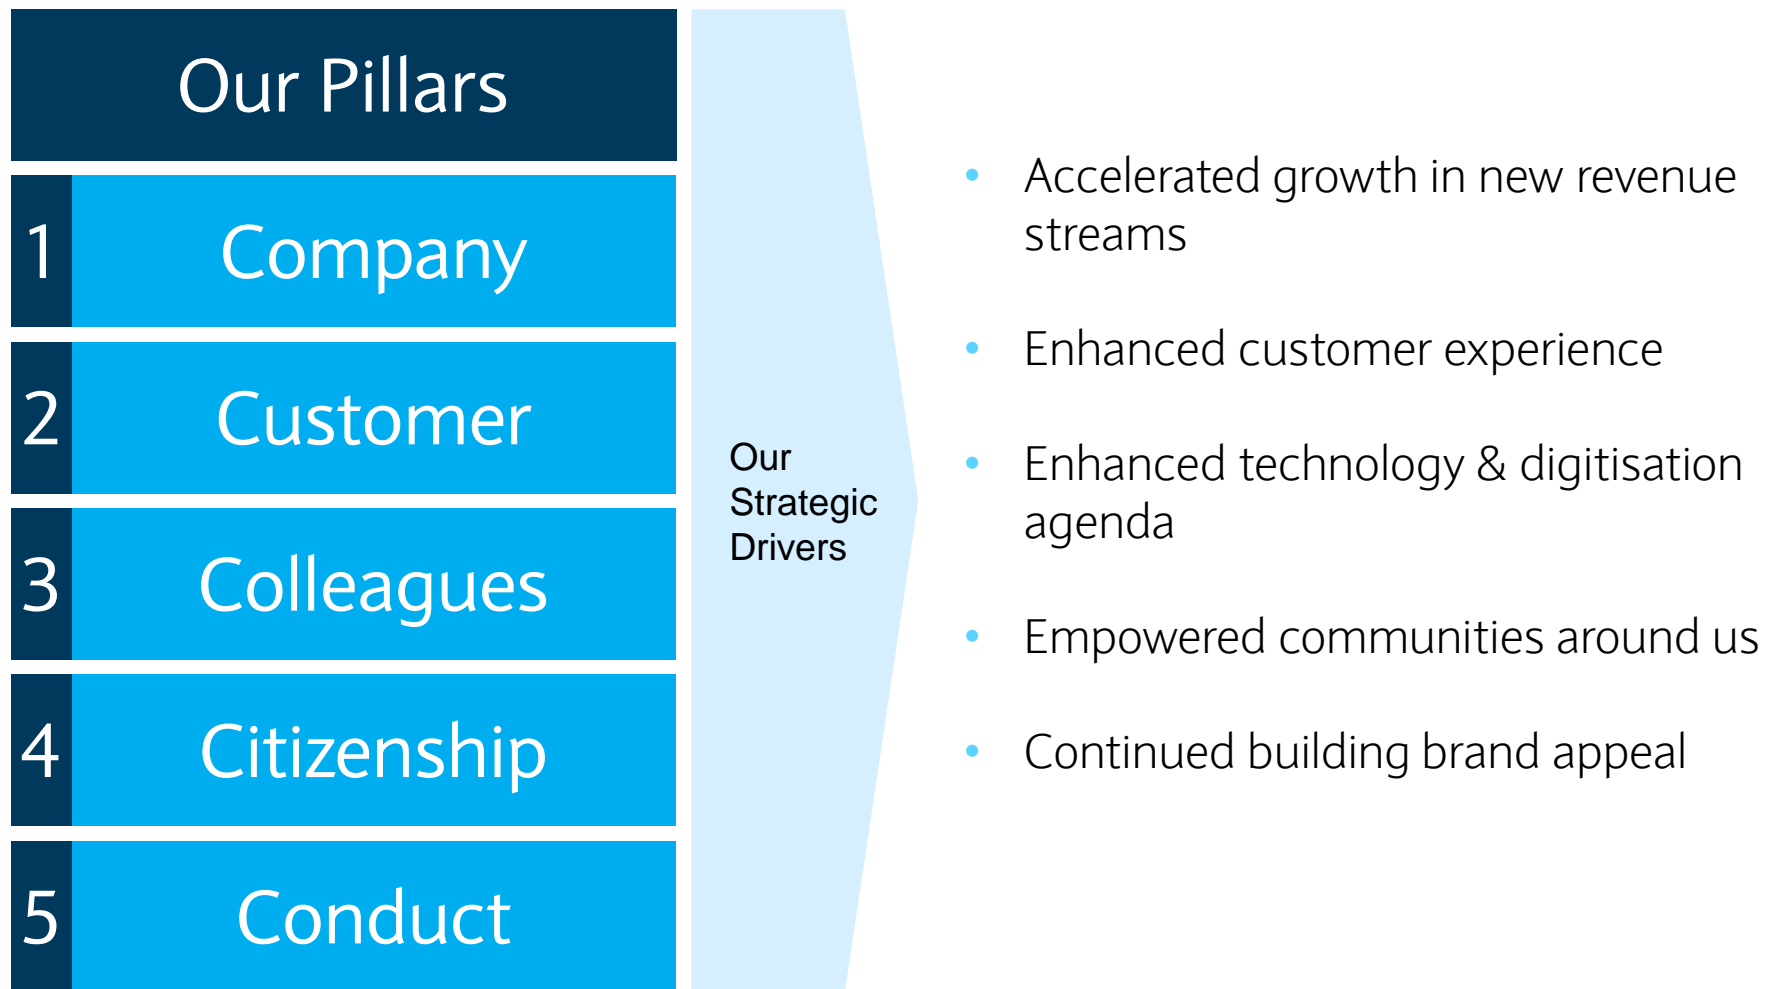 Our Pillars
1 Company
2 Customer
3 Colleagues
4 Citizenship
5 Conduct
Our
Strategic
Drivers
• Accelerated growth in new revenue
streams
• Enhanced customer experience
• Enhanced technology & digitisation
agenda
• Empowered communities around us
• Continued building brand appeal